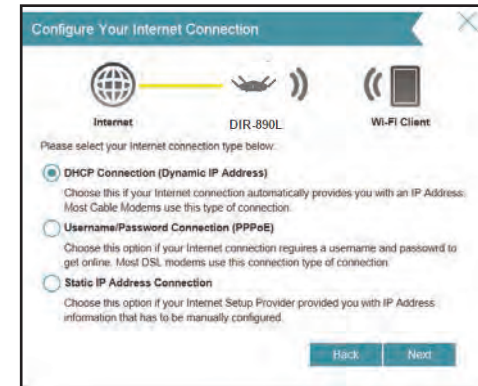 Configure Your Internet Connection
Internet
DIR-890L
Wi-Fi Client
Please select your Internet connection type below:
DHCP Connection (Dynamic IP Address)
Choose this if your Internet connection automatically provides you with an IP Address.
Most Cable Modems use this type of connection.
Username/Password Connection (PPPoE)
Choose this option if your Internet connection requires a username and passowrd to
get online. Most DSL modems use this connection type of connection.
Static IP Address Connection
Choose this option if your Internet Setup Provider provided you with IP Address
information that has to be manually configured.
Back Next